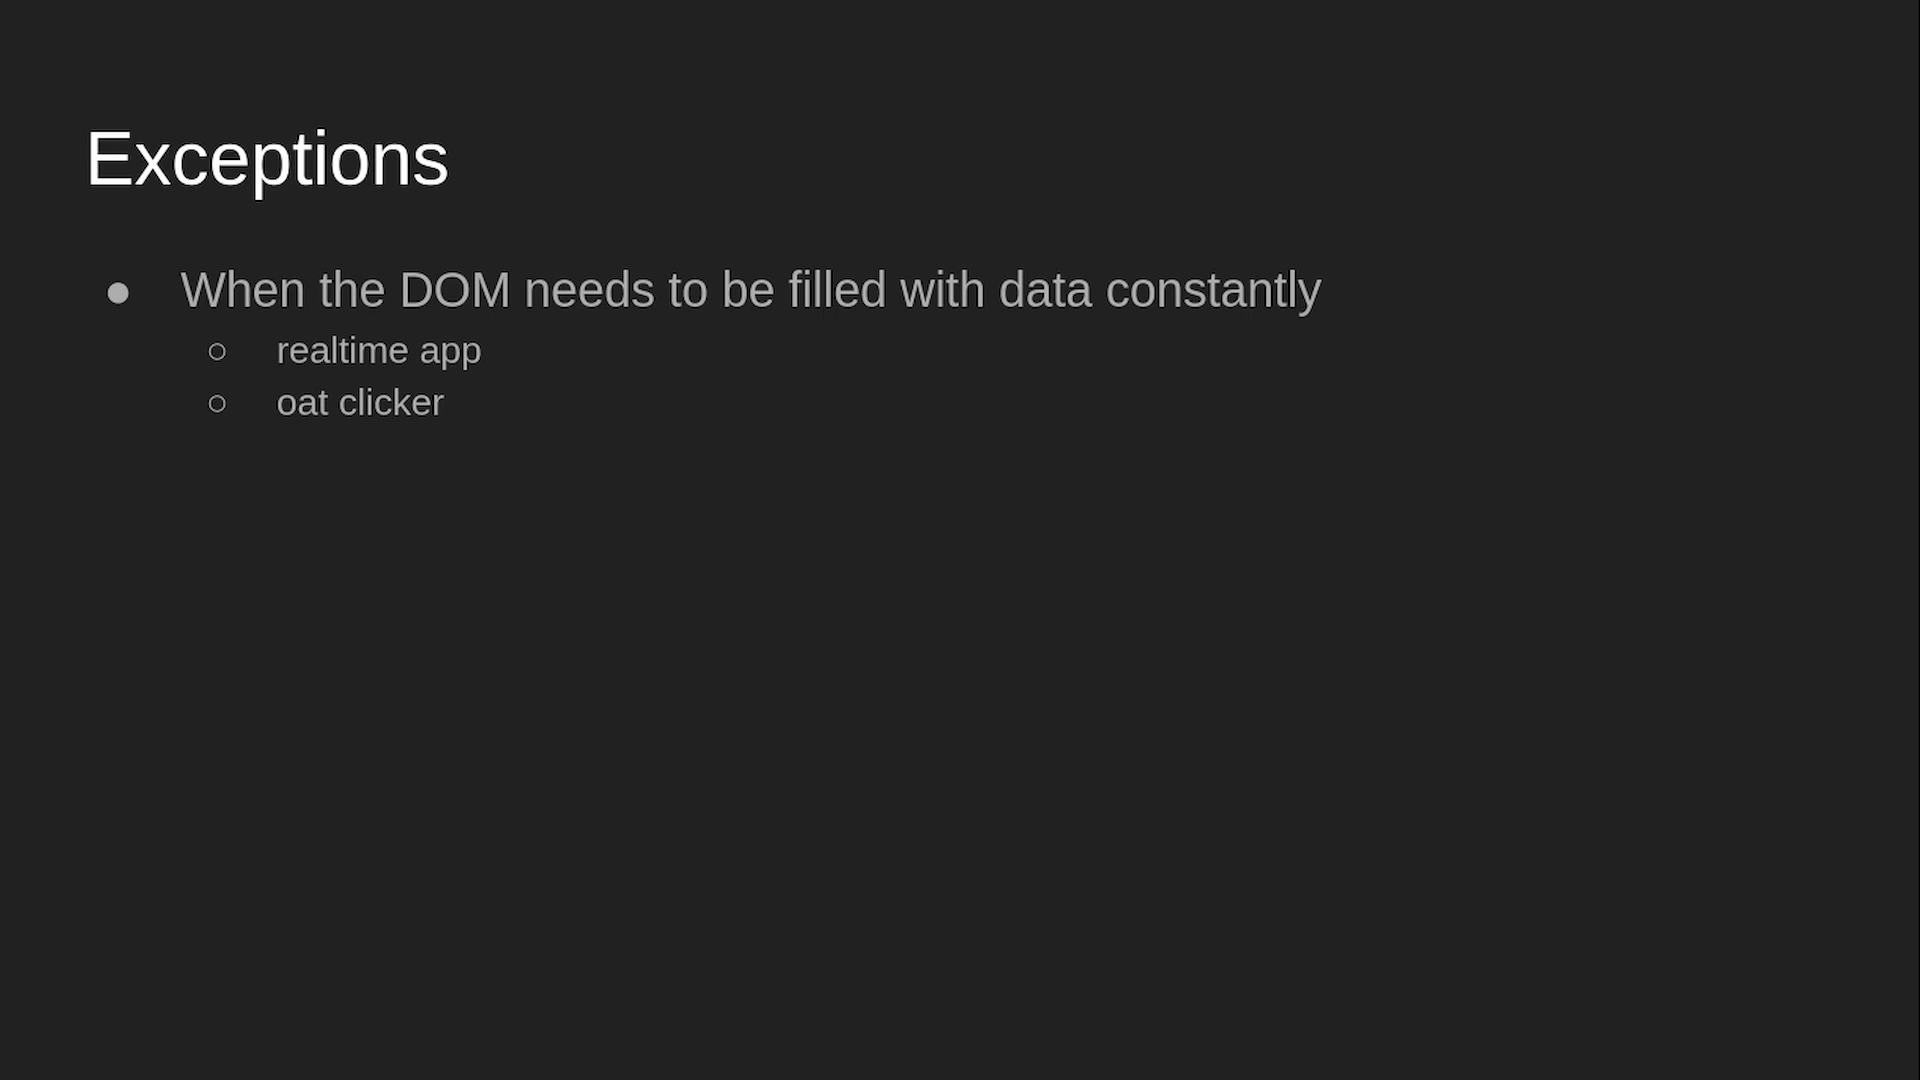 Exceptions
● When the DOM needs to be filled with data constantly
○ realtime app
○ oat clicker